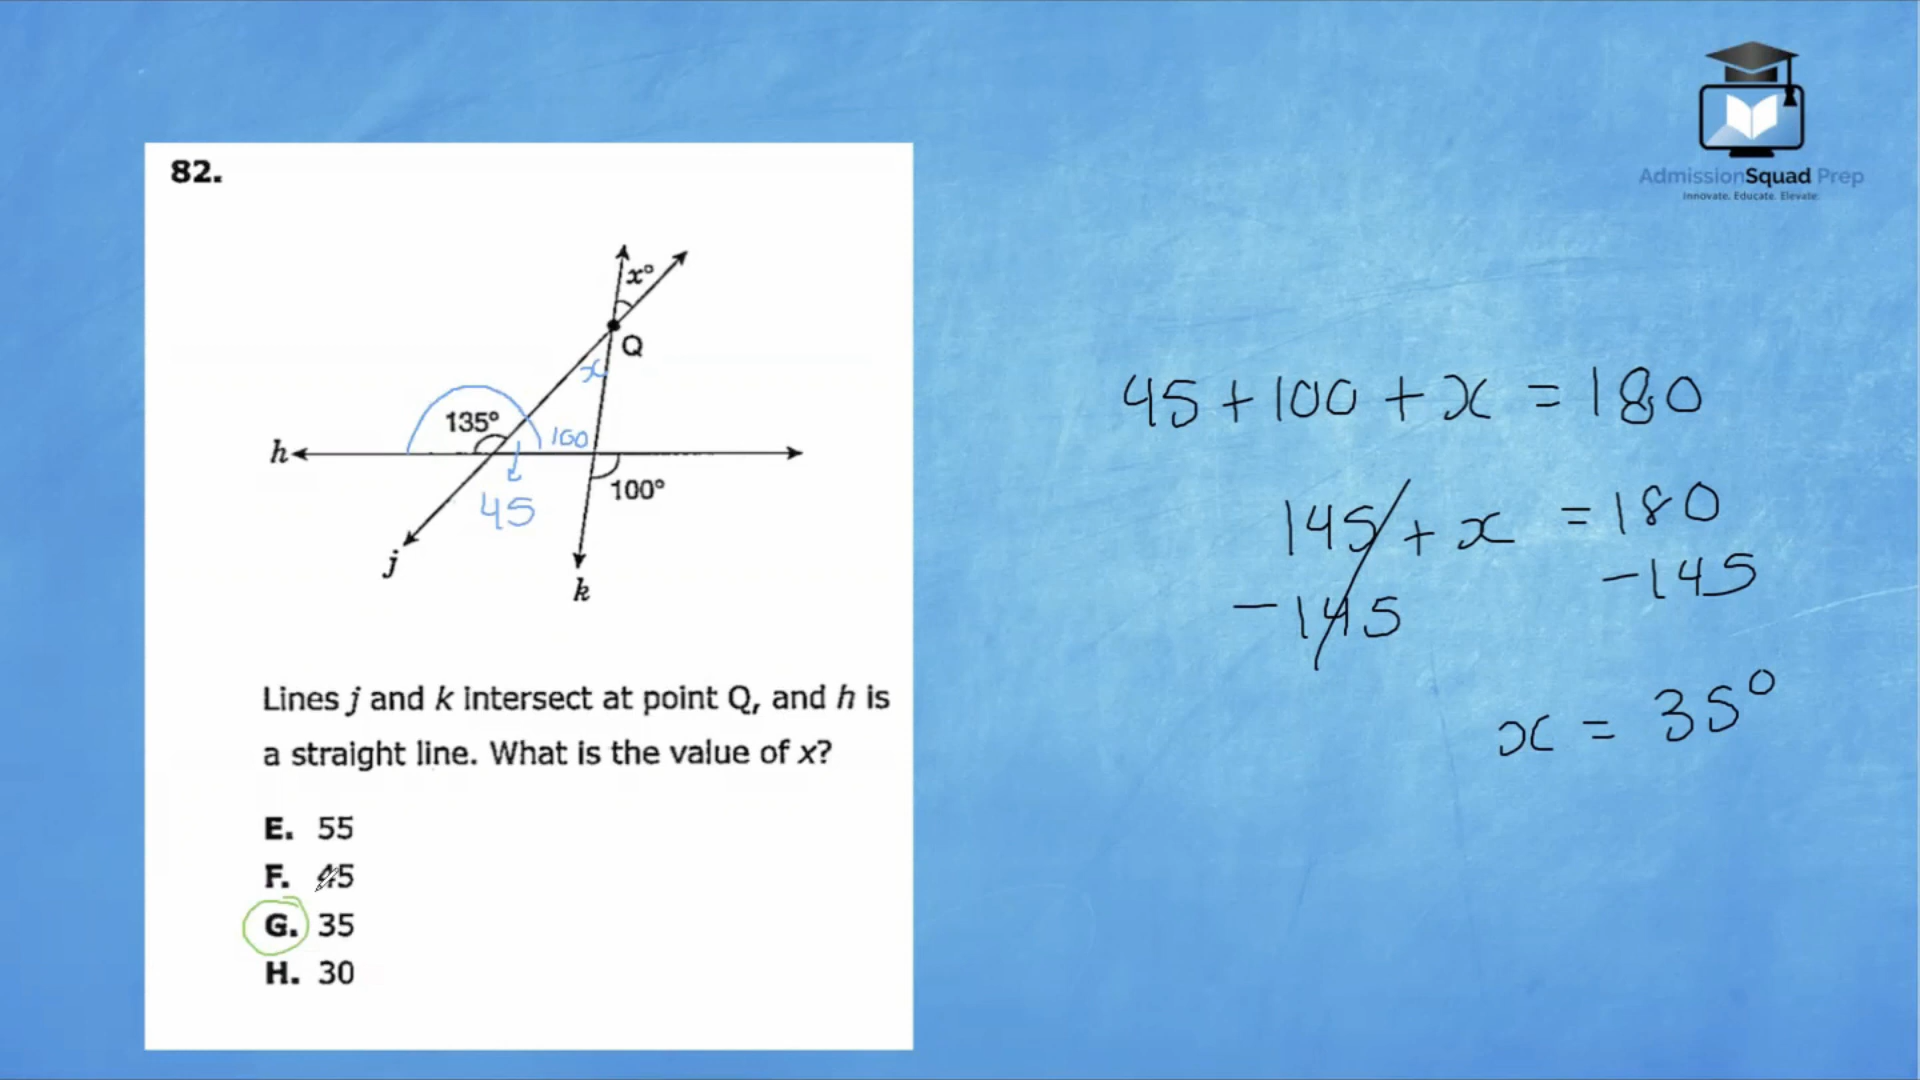 AdmissionSquad Prep
Innovate. Educate. Elevate.
82.
x°
Q
x
135°
100
h
100°
45
j
k
Lines j and k intersect at point Q, and h is
a straight line. What is the value of x?
E. 55
F. 45
G. 35
H. 30
45 + 100 + x = 180
145 + x = 180
-145 -145
x = 35°